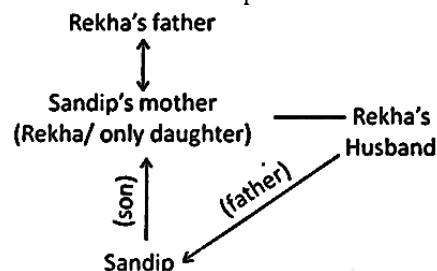 Rekha's father
Sandip's mother
(Rekha/ only daughter)
Rekha's
Husband
(son)
(father)
Sandip